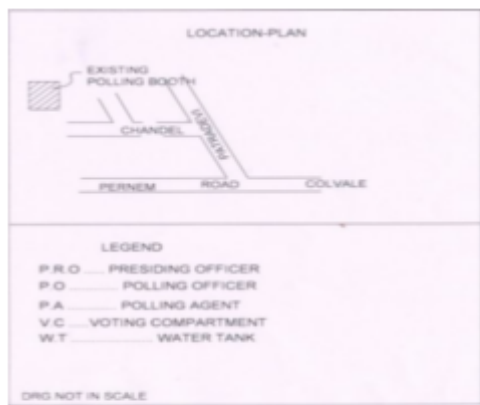 LOCATION-PLAN
EXISTING
POLLING BOOTH
CHANDEL
PATRADEVI
PERNEM ROAD COLVALE
LEGEND
P.R.O ..... PRESIDING OFFICER
P.O ............ POLLING OFFICER
P.A ............ POLLING AGENT
V.C .... VOTING COMPARTMENT
W.T ...................... WATER TANK
DRG.NOT IN SCALE